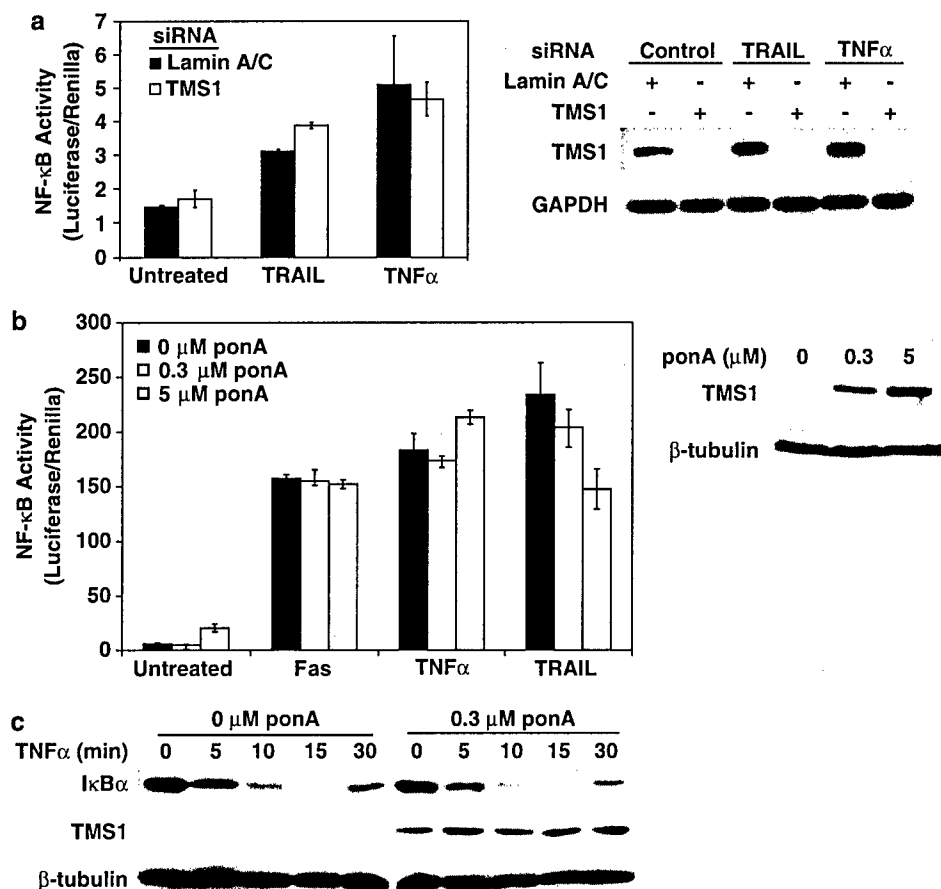 a
7
6
5
4
3
2
1
0
NF-κB Activity
(Luciferase/Renilla)
siRNA
Lamin A/C
TMS1
Untreated TRAIL TNFα
siRNA Control TRAIL TNFα
Lamin A/C + - + - + -
TMS1 - + - + - +
TMS1
GAPDH
b
300
250
200
150
100
50
0
NF-κB Activity
(Luciferase/Renilla)
0 μM ponA
0.3 μM ponA
5 μM ponA
Untreated Fas TNFα TRAIL
ponA (μM) 0 0.3 5
TMS1
β-tubulin
c
0 μM ponA 0.3 μM ponA
TNFα (min) 0 5 10 15 30 0 5 10 15 30
IκBα
TMS1
β-tubulin